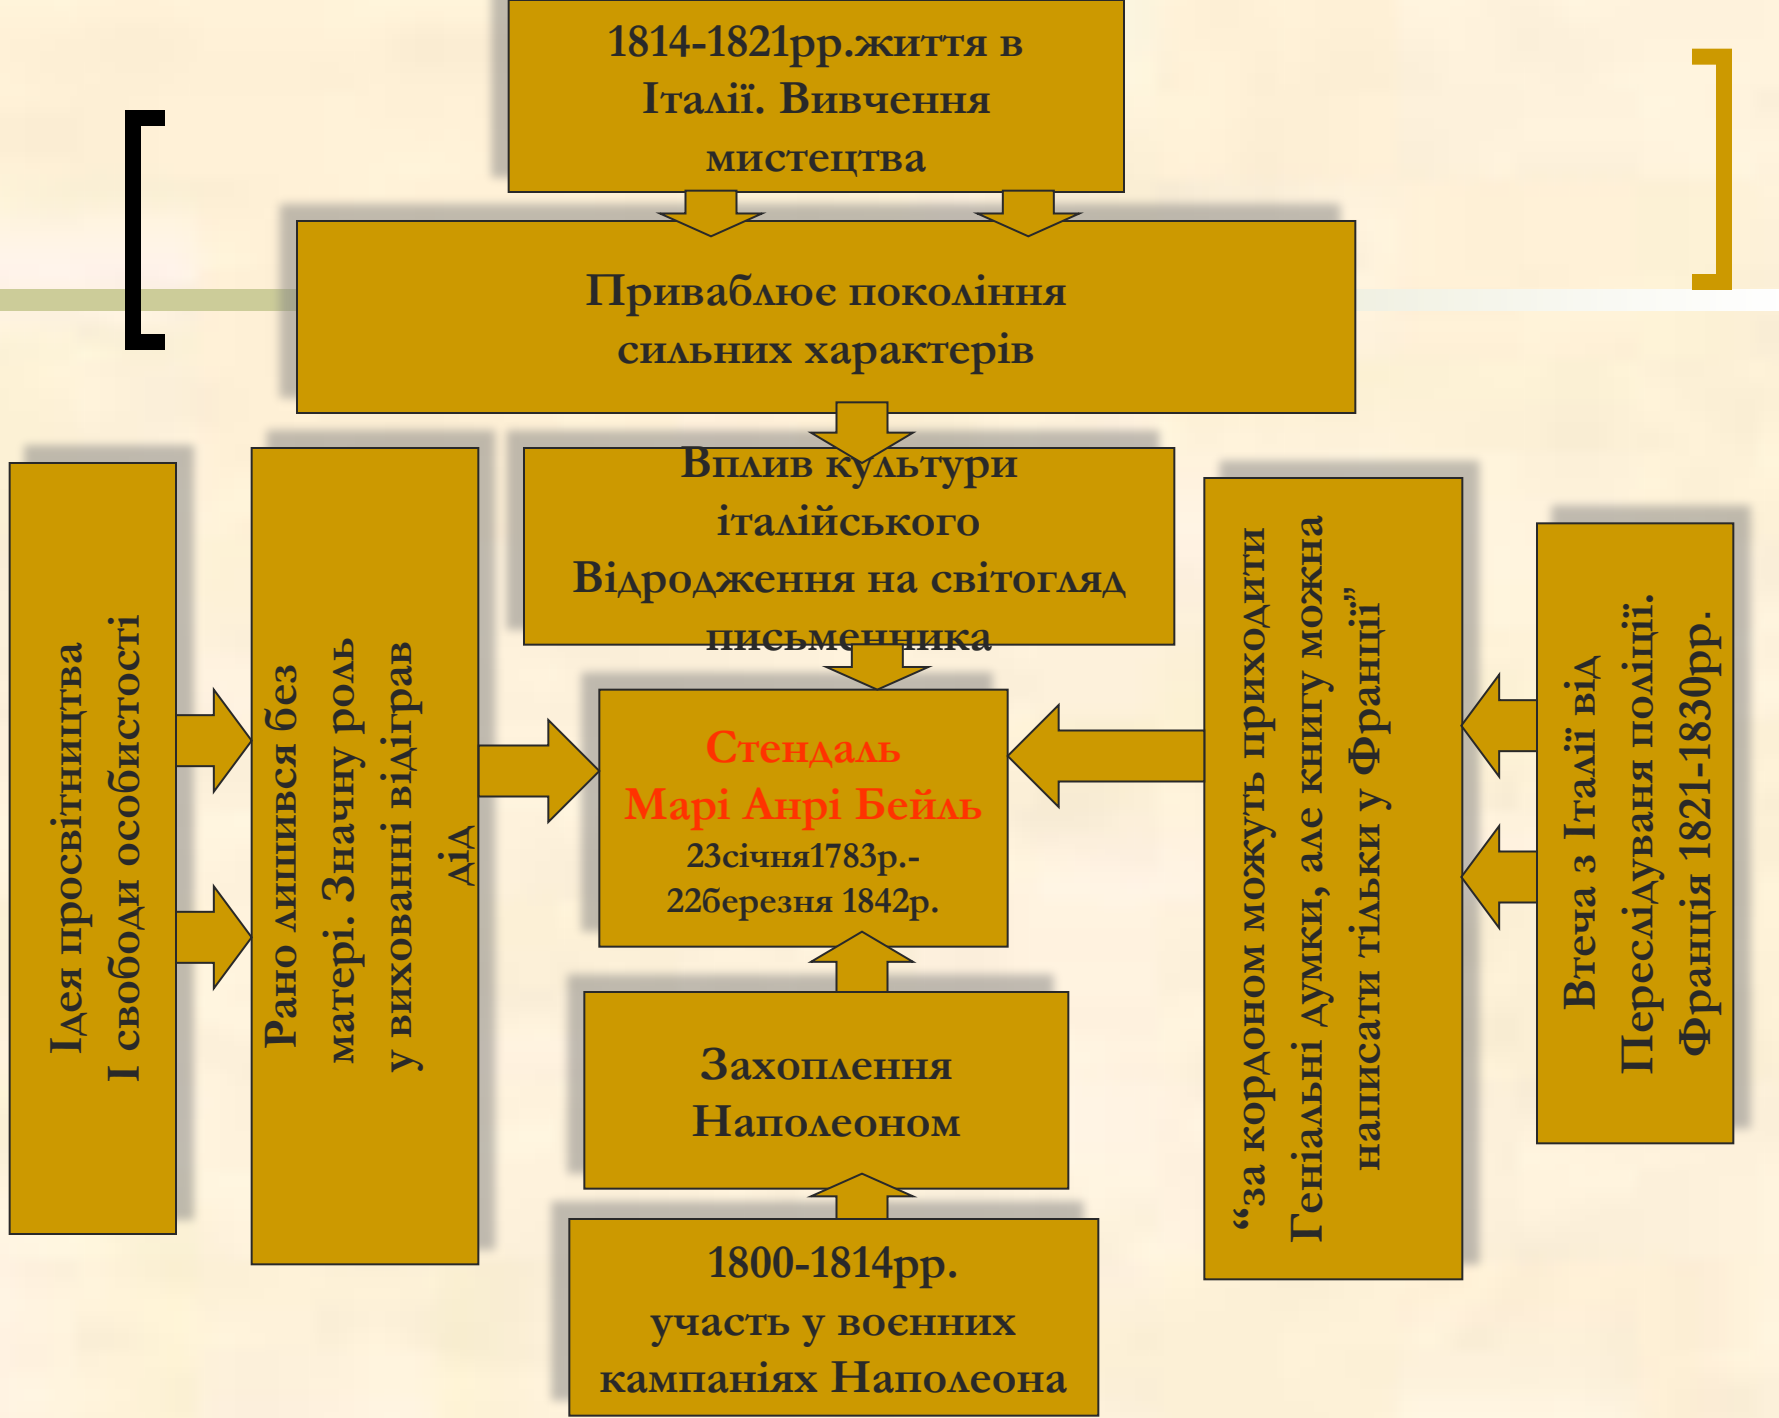 1814-1821рр.життя в
Італії. Вивчення
мистецтва
Приваблює покоління
сильних характерів
Вплив культури
італійського
Відродження на світогляд
письменника
Ідея просвітництва
І свободи особистості
Рано лишився без
матері. Значну роль
у вихованні відіграв
дід
Стендаль
Марі Анрі Бейль
23січня1783р.-
22березня 1842р.
“за кордоном можуть приходити
Геніальні думки, але книгу можна
написати тільки у Франції”
Втеча з Італії від
Переслідуваня поліції.
Франція 1821-1830рр.
Захоплення
Наполеоном
1800-1814рр.
участь у воєнних
кампаніях Наполеона